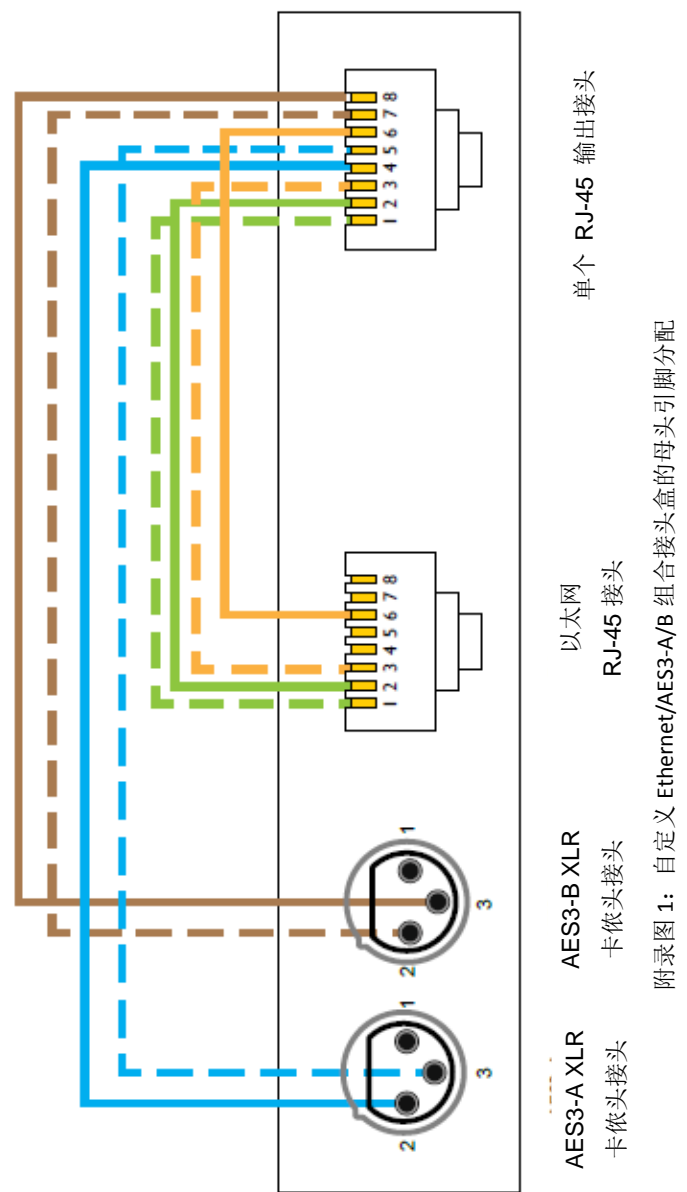 2 1
3
2 1
3
1 2 3 4 5 6 7 8
1 2 3 4 5 6 7 8
AES3-A XLR
卡侬头接头
AES3-B XLR
卡侬头接头
以太网
RJ-45 接头
单个 RJ-45 输出接头
附录图 1: 自定义 Ethernet/AES3-A/B 组合接头盒的母头引脚分配